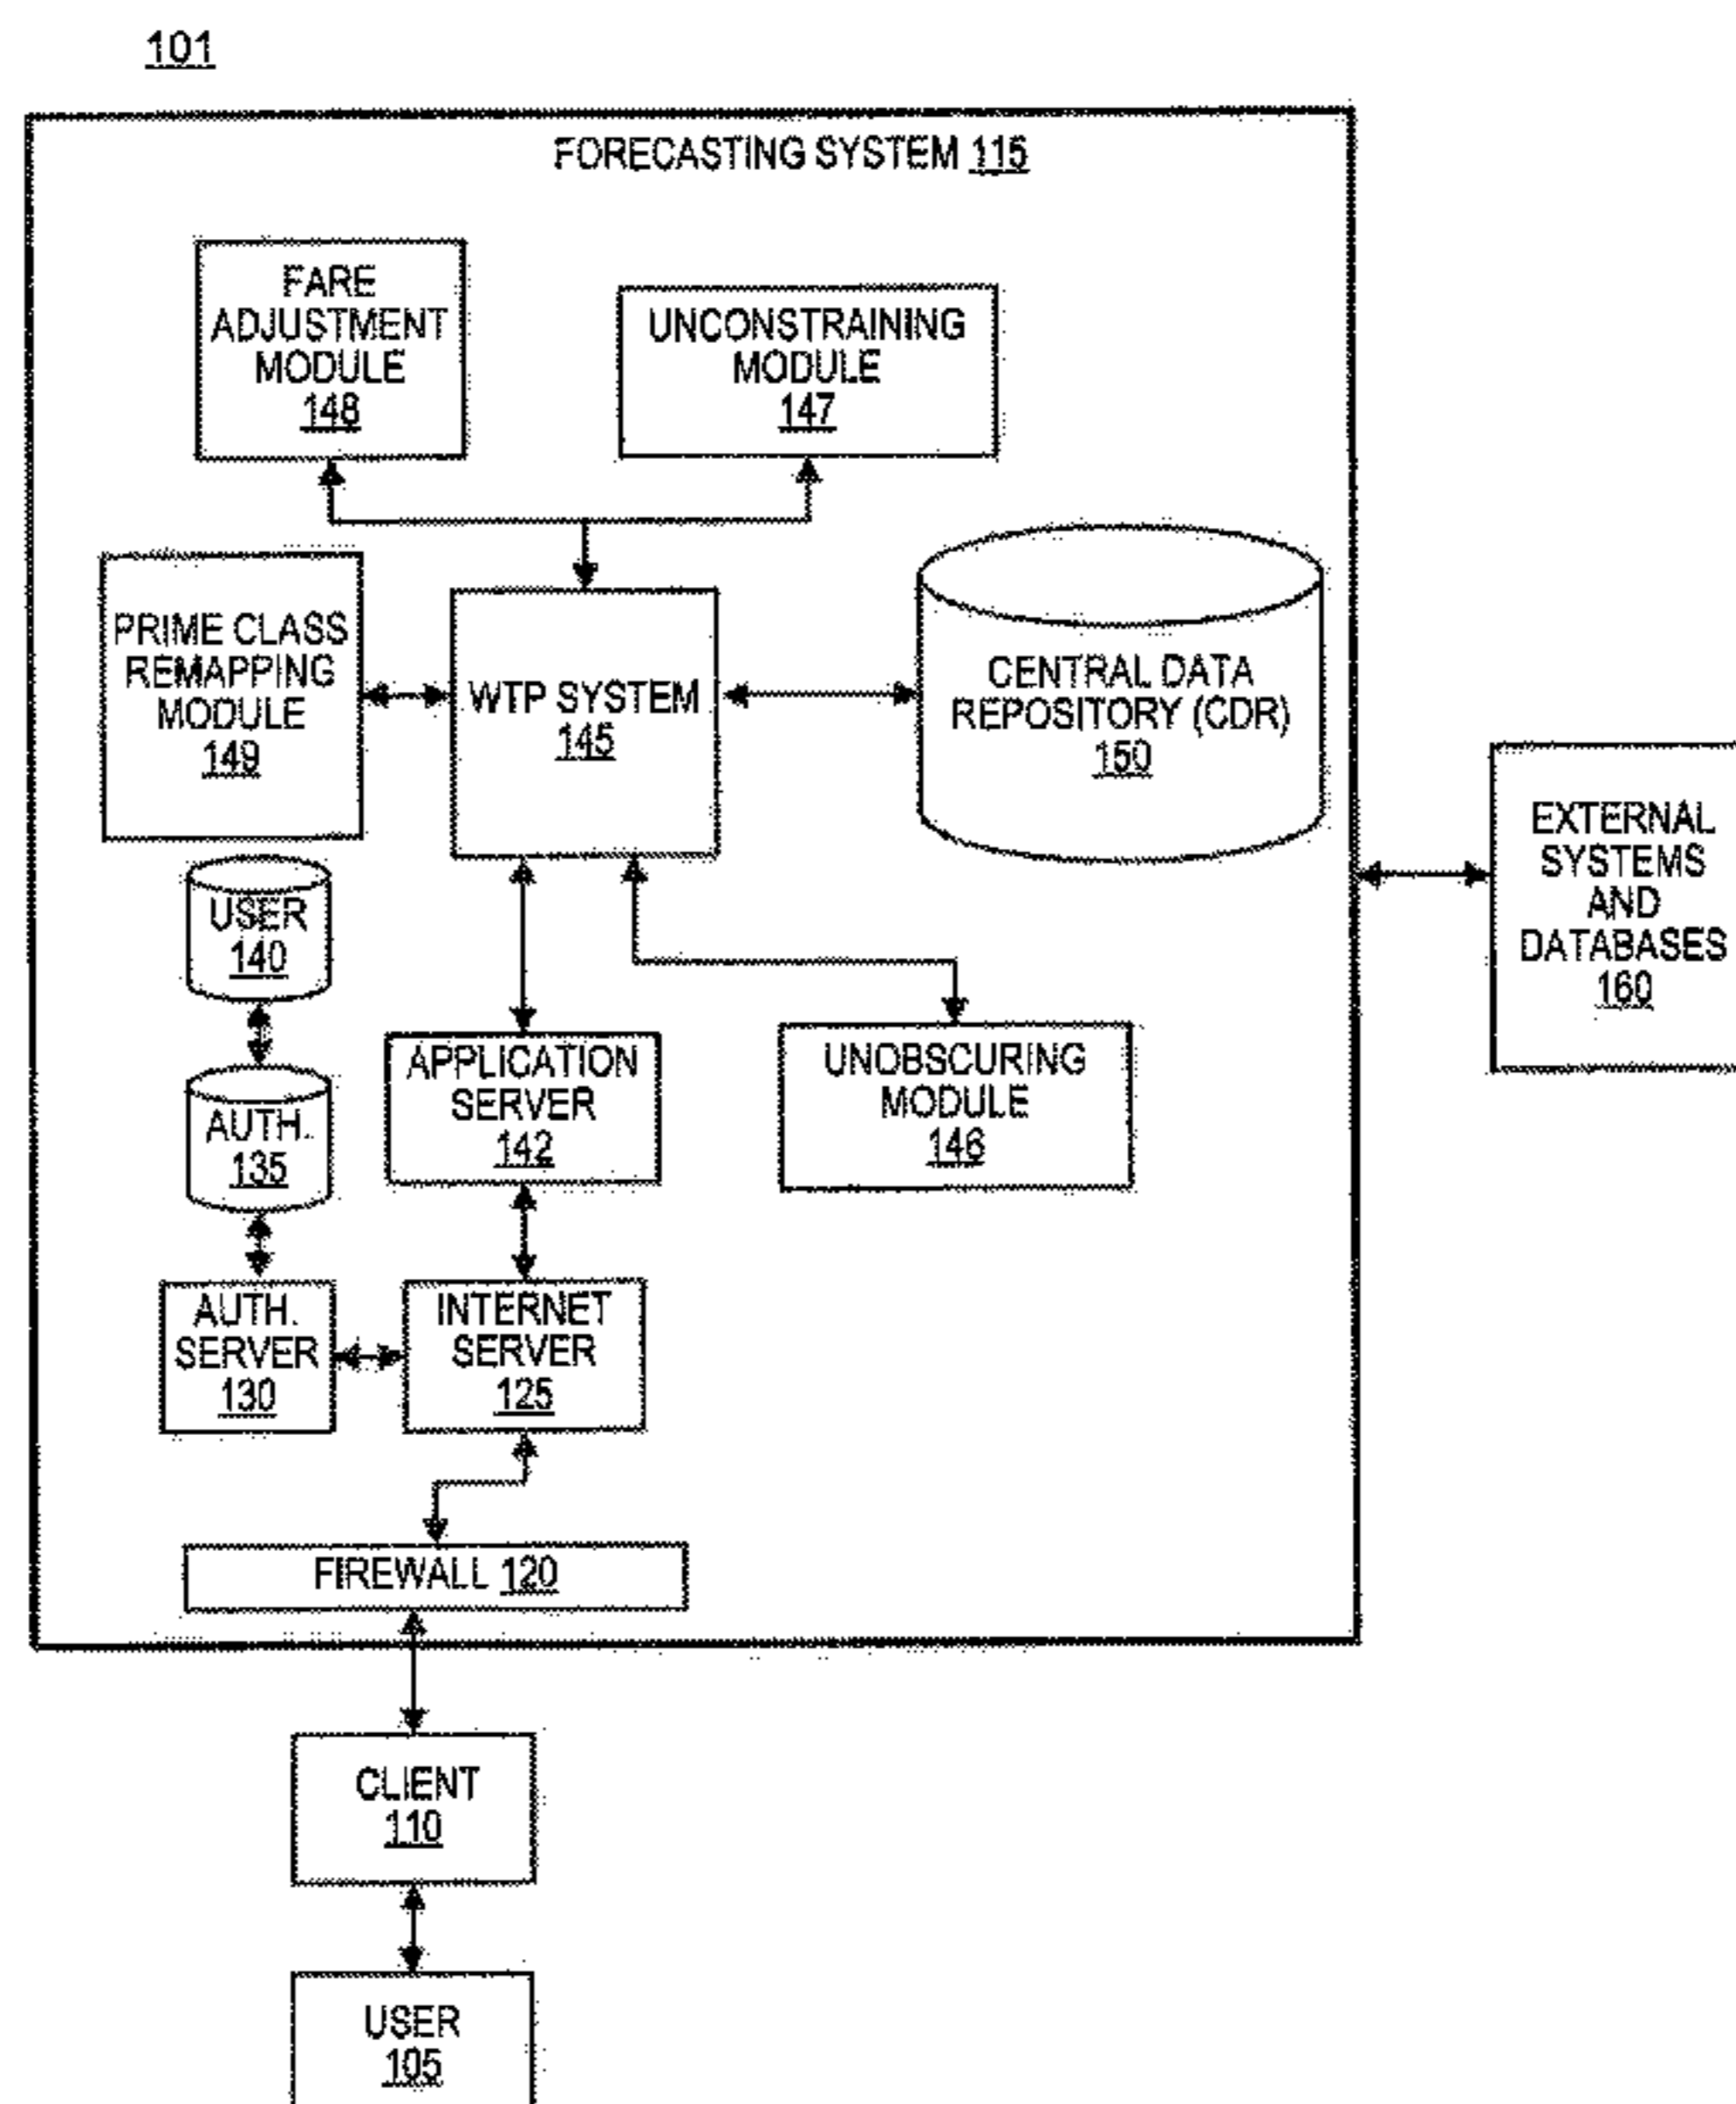 101
FORECASTING SYSTEM 115
FARE
ADJUSTMENT
MODULE
148
UNCONSTRAINING
MODULE
147
PRIME CLASS
REMAPPING
MODULE
149
WTP SYSTEM
145
CENTRAL DATA
REPOSITORY (CDR)
150
EXTERNAL
SYSTEMS
AND
DATABASES
160
USER
140
AUTH.
135
APPLICATION
SERVER
142
UNOBSCURING
MODULE
146
AUTH.
SERVER
130
INTERNET
SERVER
125
FIREWALL 120
CLIENT
110
USER
105